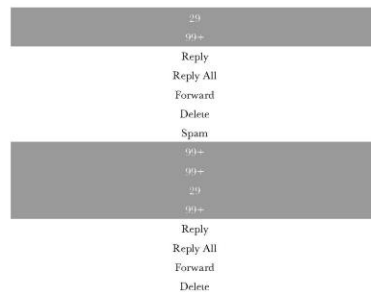 29
99+
Reply
Reply All
Forward
Delete
Spam
99+
99+
29
99+
Reply
Reply All
Forward
Delete